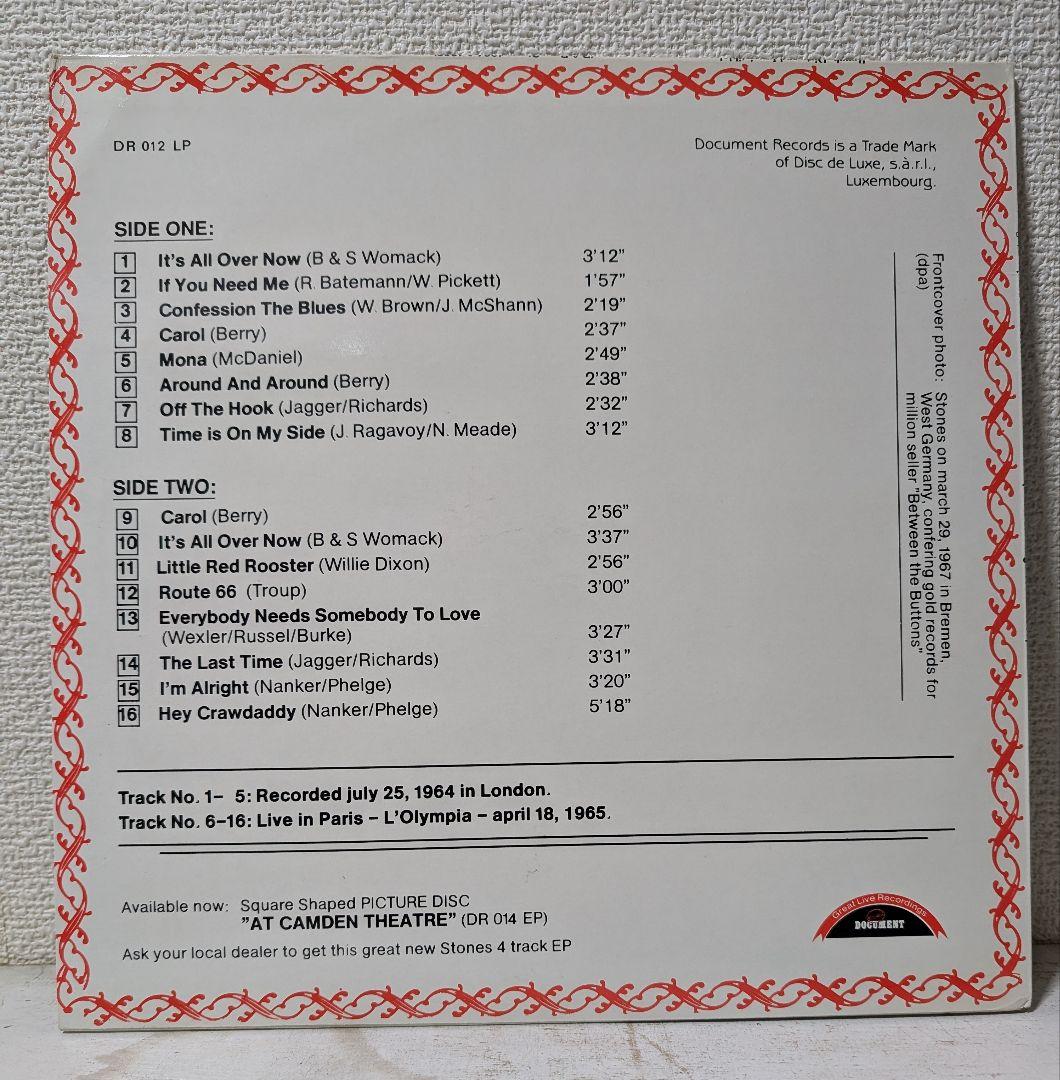 DR 012 LP
Document Records is a Trade Mark
of Disc de Luxe, s.à.r.l.,
Luxembourg.
SIDE ONE:
1 It's All Over Now (B & S Womack) 3'12"
2 If You Need Me (R. Batemann/W. Pickett) 1'57"
3 Confession The Blues (W. Brown/J. McShann) 2'19"
4 Carol (Berry) 2'37"
5 Mona (McDaniel) 2'49"
6 Around And Around (Berry) 2'38"
7 Off The Hook (Jagger/Richards) 2'32"
8 Time is On My Side (J. Ragavoy/N. Meade) 3'12"
SIDE TWO:
9 Carol (Berry) 2'56"
10 It's All Over Now (B & S Womack) 3'37"
11 Little Red Rooster (Willie Dixon) 2'56"
12 Route 66 (Troup) 3'00"
13 Everybody Needs Somebody To Love
(Wexler/Russel/Burke) 3'27"
14 The Last Time (Jagger/Richards) 3'31"
15 I'm Alright (Nanker/Phelge) 3'20"
16 Hey Crawdaddy (Nanker/Phelge) 5'18"
Frontcover photo: Stones on march 29, 1967 in Bremen,
(dpa) West Germany, confering gold records for
million seller "Between the Buttons"
Track No. 1– 5: Recorded july 25, 1964 in London.
Track No. 6–16: Live in Paris – L'Olympia – april 18, 1965.
Available now: Square Shaped PICTURE DISC
"AT CAMDEN THEATRE" (DR 014 EP)
Ask your local dealer to get this great new Stones 4 track EP
Great Live Recordings
DOCUMENT